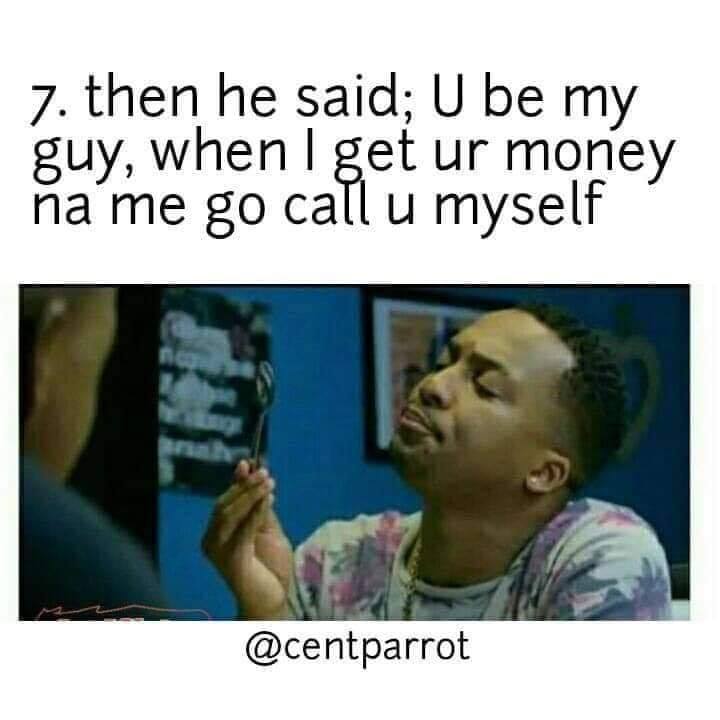 7. then he said; U be my
guy, when I get ur money
na me go call u myself
@centparrot